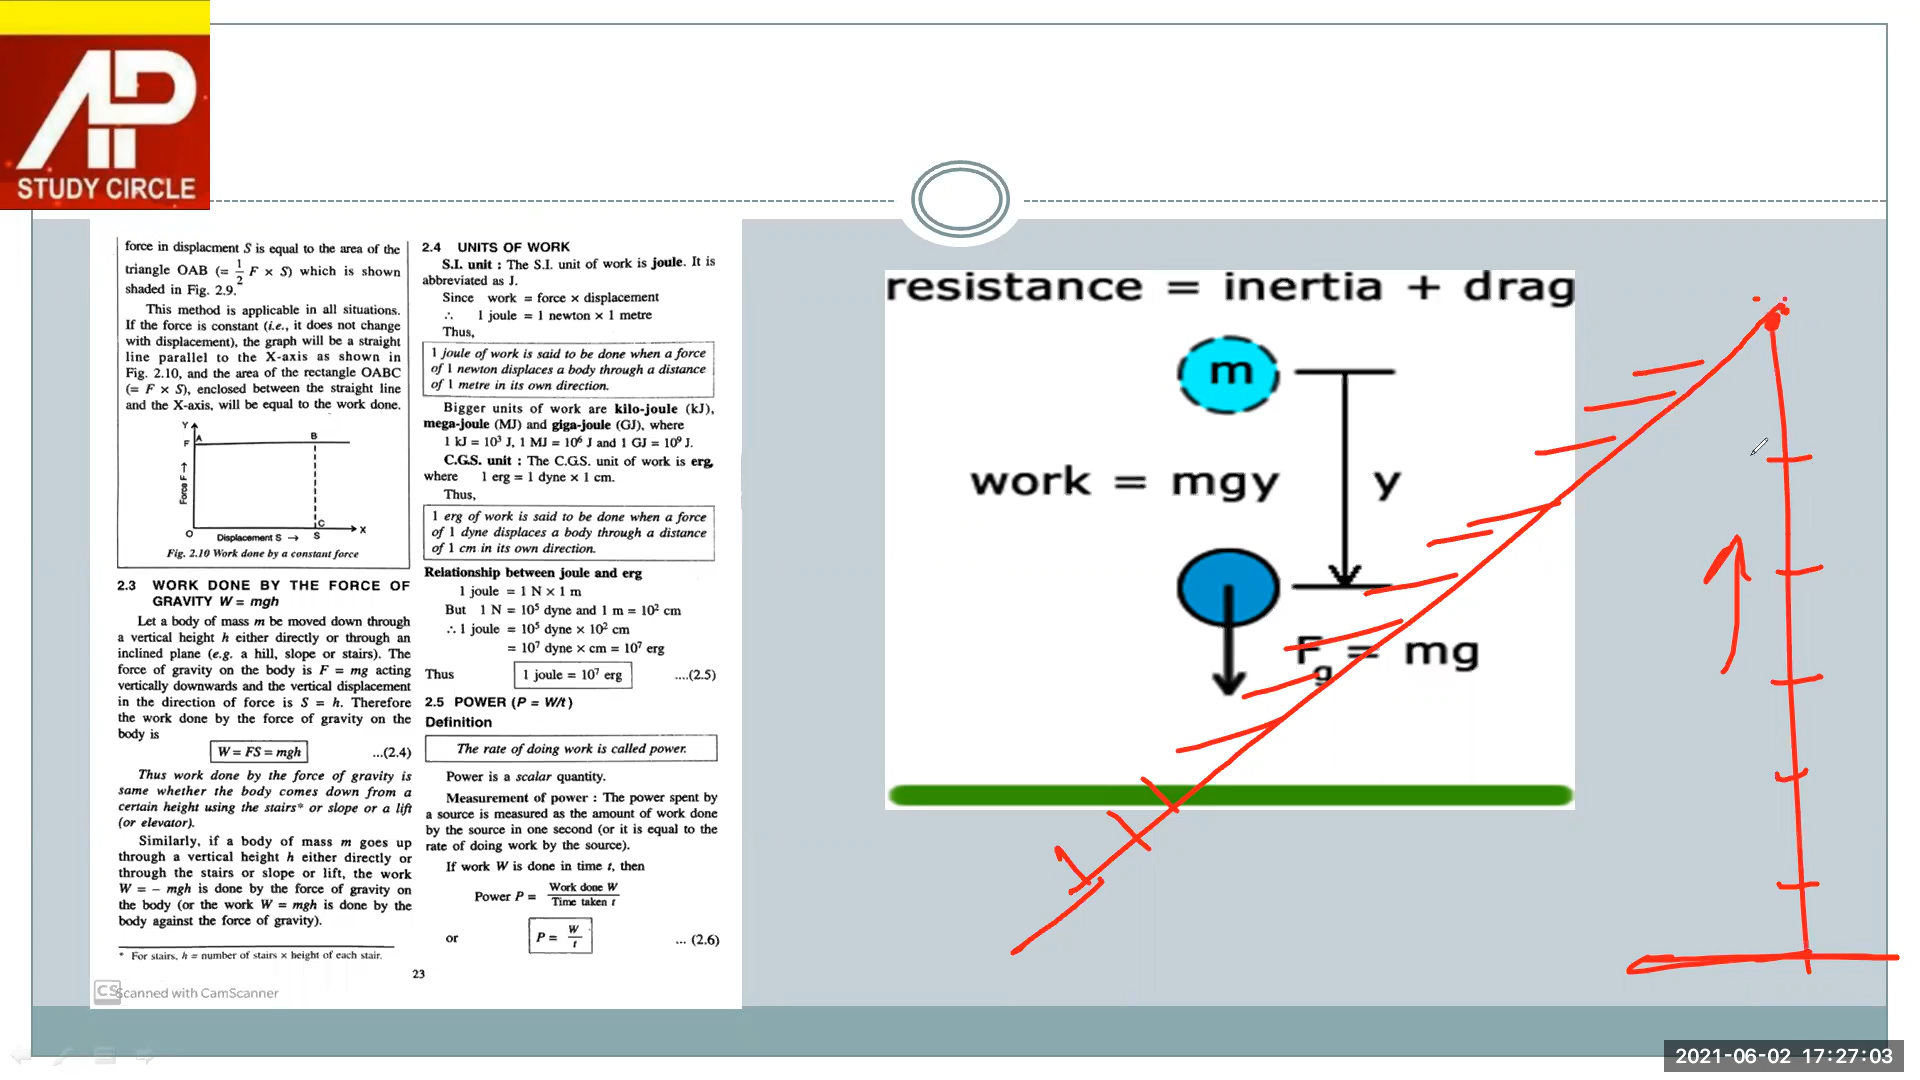 AP
STUDY CIRCLE
force in displacment S is equal to the area of the
triangle OAB (= 1/2 F × S) which is shown
shaded in Fig. 2.9.
This method is applicable in all situations.
If the force is constant (i.e., it does not change
with displacement), the graph will be a straight
line parallel to the X-axis as shown in
Fig. 2.10, and the area of the rectangle OABC
(= F × S), enclosed between the straight line
and the X-axis, will be equal to the work done.
Y
F A B
Force F →
O C X
Displacement S → S
Fig. 2.10 Work done by a constant force
2.3 WORK DONE BY THE FORCE OF
GRAVITY W = mgh
Let a body of mass m be moved down through
a vertical height h either directly or through an
inclined plane (e.g. a hill, slope or stairs). The
force of gravity on the body is F = mg acting
vertically downwards and the vertical displacement
in the direction of force is S = h. Therefore
the work done by the force of gravity on the
body is
W = FS = mgh ...(2.4)
Thus work done by the force of gravity is
same whether the body comes down from a
certain height using the stairs* or slope or a lift
(or elevator).
Similarly, if a body of mass m goes up
through a vertical height h either directly or
through the stairs or slope or lift, the work
W = – mgh is done by the force of gravity on
the body (or the work W = mgh is done by the
body against the force of gravity).
* For stairs, h = number of stairs × height of each stair.
2.4 UNITS OF WORK
S.I. unit : The S.I. unit of work is joule. It is
abbreviated as J.
Since work = force × displacement
∴ 1 joule = 1 newton × 1 metre
Thus,
1 joule of work is said to be done when a force
of 1 newton displaces a body through a distance
of 1 metre in its own direction.
Bigger units of work are kilo-joule (kJ),
mega-joule (MJ) and giga-joule (GJ), where
1 kJ = 10³ J, 1 MJ = 10⁶ J and 1 GJ = 10⁹ J.
C.G.S. unit : The C.G.S. unit of work is erg,
where 1 erg = 1 dyne × 1 cm.
Thus,
1 erg of work is said to be done when a force
of 1 dyne displaces a body through a distance
of 1 cm in its own direction.
Relationship between joule and erg
1 joule = 1 N × 1 m
But 1 N = 10⁵ dyne and 1 m = 10² cm
∴ 1 joule = 10⁵ dyne × 10² cm
= 10⁷ dyne × cm = 10⁷ erg
Thus 1 joule = 10⁷ erg ....(2.5)
2.5 POWER (P = W/t)
Definition
The rate of doing work is called power.
Power is a scalar quantity.
Measurement of power : The power spent by
a source is measured as the amount of work done
by the source in one second (or it is equal to the
rate of doing work by the source).
If work W is done in time t, then
Power P = Work done W / Time taken t
or P = W/t ... (2.6)
23
CS Scanned with CamScanner
resistance = inertia + drag
m
work = mgy
y
Fg = mg
2021-06-02 17:27:03